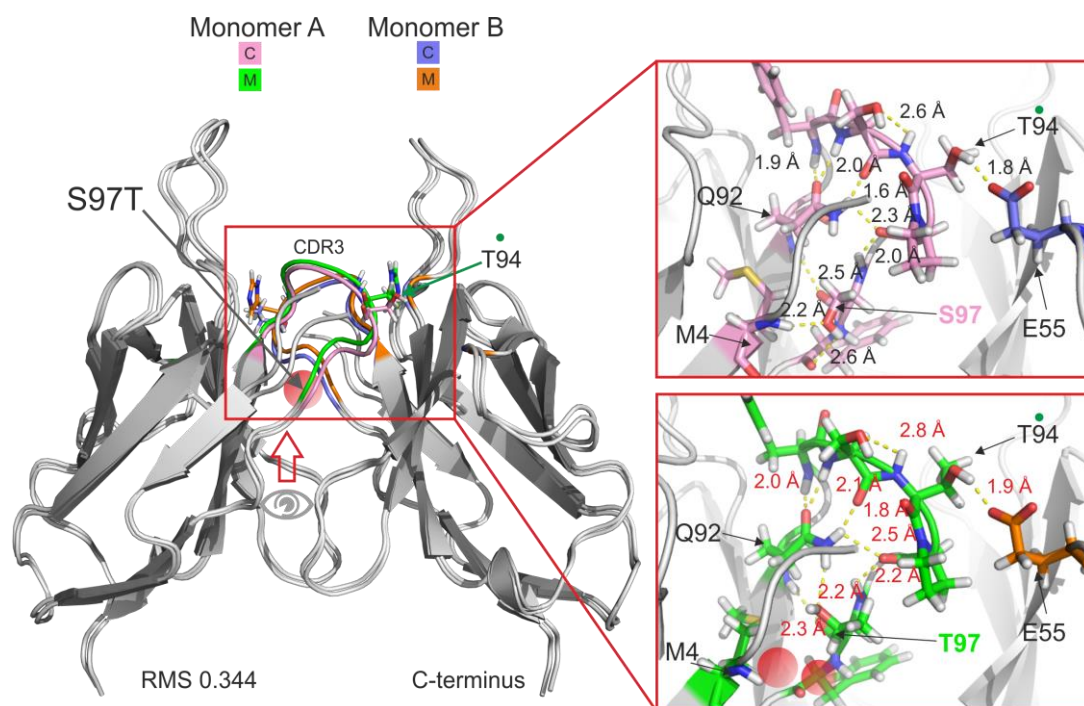 Monomer A
Monomer B
C
C
M
M
S97T
CDR3
T94
RMS 0.344
C-terminus
2.6 Å
T94
1.9 Å
2.0 Å
1.8 Å
Q92
1.6 Å
2.3 Å
2.0 Å
2.5 Å
2.2 Å
S97
M4
E55
2.6 Å
2.8 Å
T94
2.0 Å
2.1 Å
1.9 Å
1.8 Å
Q92
2.5 Å
2.2 Å
2.2 Å
2.3 Å
T97
E55
M4